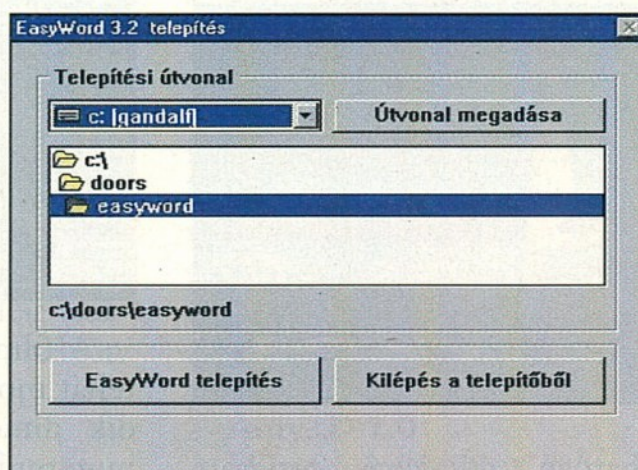 EasyWord 3.2 telepítés
Telepítési útvonal
c: [gandalf]
Útvonal megadása
c:\
doors
easyword
c:\doors\easyword
EasyWord telepítés
Kilépés a telepítőből